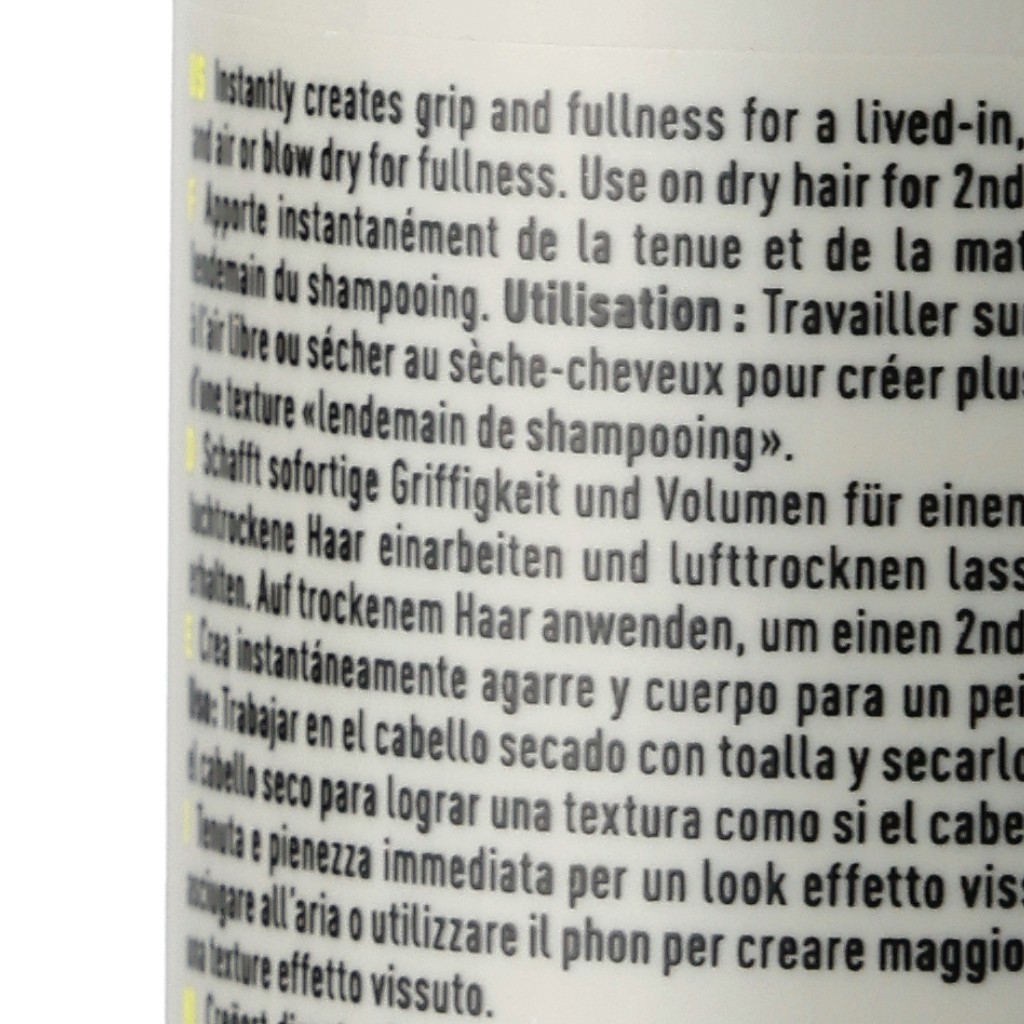 Instantly creates grip and fullness for a lived-in,
and air or blow dry for fullness. Use on dry hair for 2nd
F Apporte instantanément de la tenue et de la mat
lendemain du shampooing. Utilisation : Travailler su
à l'air libre ou sécher au sèche-cheveux pour créer plus
d'une texture «lendemain de shampooing».
D Schafft sofortige Griffigkeit und Volumen für einen
Haar einarbeiten und lufttrocknen lass
erhalten. Auf trockenem Haar anwenden, um einen 2nd
E Crea instantáneamente agarre y cuerpo para un pei
Uso: Trabajar en el cabello secado con toalla y secarlo
el cabello seco para lograr una textura como si el cabe
I Tenuta e pienezza immediata per un look effetto viss
asciugare all'aria o utilizzare il phon per creare maggio
una texture effetto vissuto.